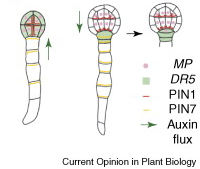 MP
DR5
PIN1
PIN7
Auxin
flux
Current Opinion in Plant Biology